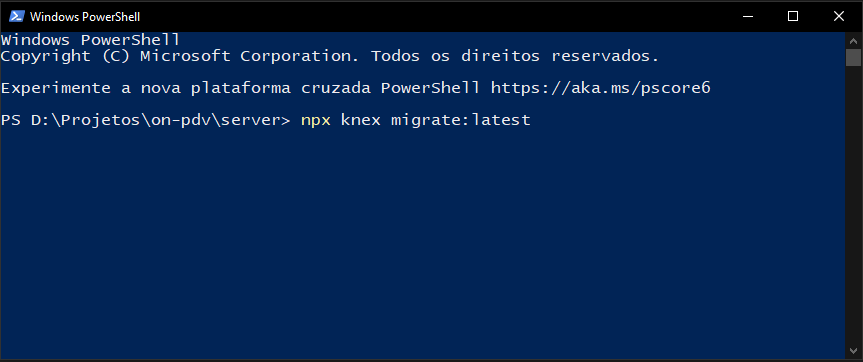 Windows PowerShell
Windows PowerShell
Copyright (C) Microsoft Corporation. Todos os direitos reservados.
Experimente a nova plataforma cruzada PowerShell https://aka.ms/pscore6
PS D:\Projetos\on-pdv\server> npx knex migrate:latest